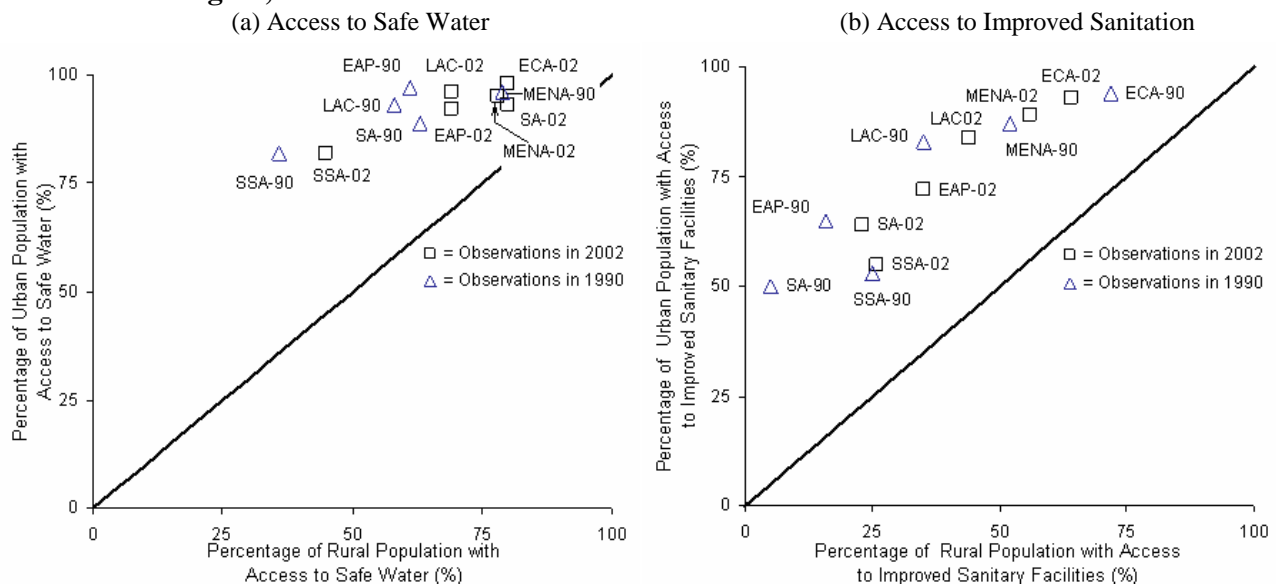 (a) Access to Safe Water
(b) Access to Improved Sanitation
Percentage of Urban Population with
Access to Safe Water (%)
100
75
50
25
0
EAP-90
LAC-02
ECA-02
LAC-90
MENA-90
SA-90
EAP-02
SA-02
MENA-02
SSA-90
SSA-02
= Observations in 2002
= Observations in 1990
0
25
50
75
100
Percentage of Rural Population with
Access to Safe Water (%)
Percentage of Urban Population with Access
to Improved Sanitary Facilities (%)
100
75
50
25
0
ECA-02
MENA-02
ECA-90
LAC-90
LAC02
MENA-90
EAP-02
EAP-90
SA-02
SSA-02
SA-90
SSA-90
= Observations in 2002
= Observations in 1990
0
25
50
75
100
Percentage of Rural Population with Access
to Improved Sanitary Facilities (%)